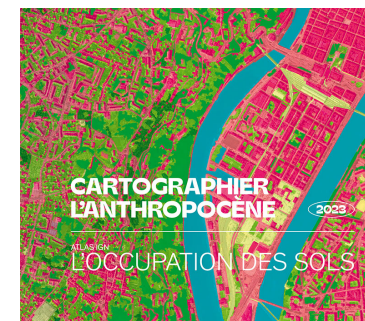 CARTOGRAPHIER
L'ANTHROPOCÈNE 2023
ATLAS IGN
L'OCCUPATION DES SOLS